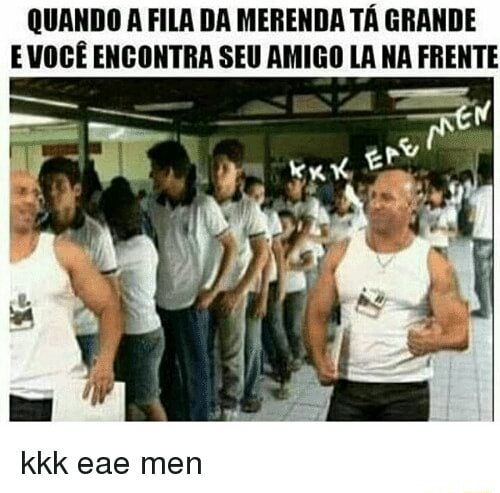 QUANDO A FILA DA MERENDA TÁ GRANDE
E VOCÊ ENCONTRA SEU AMIGO LA NA FRENTE
KKK EAE MEN
kkk eae men